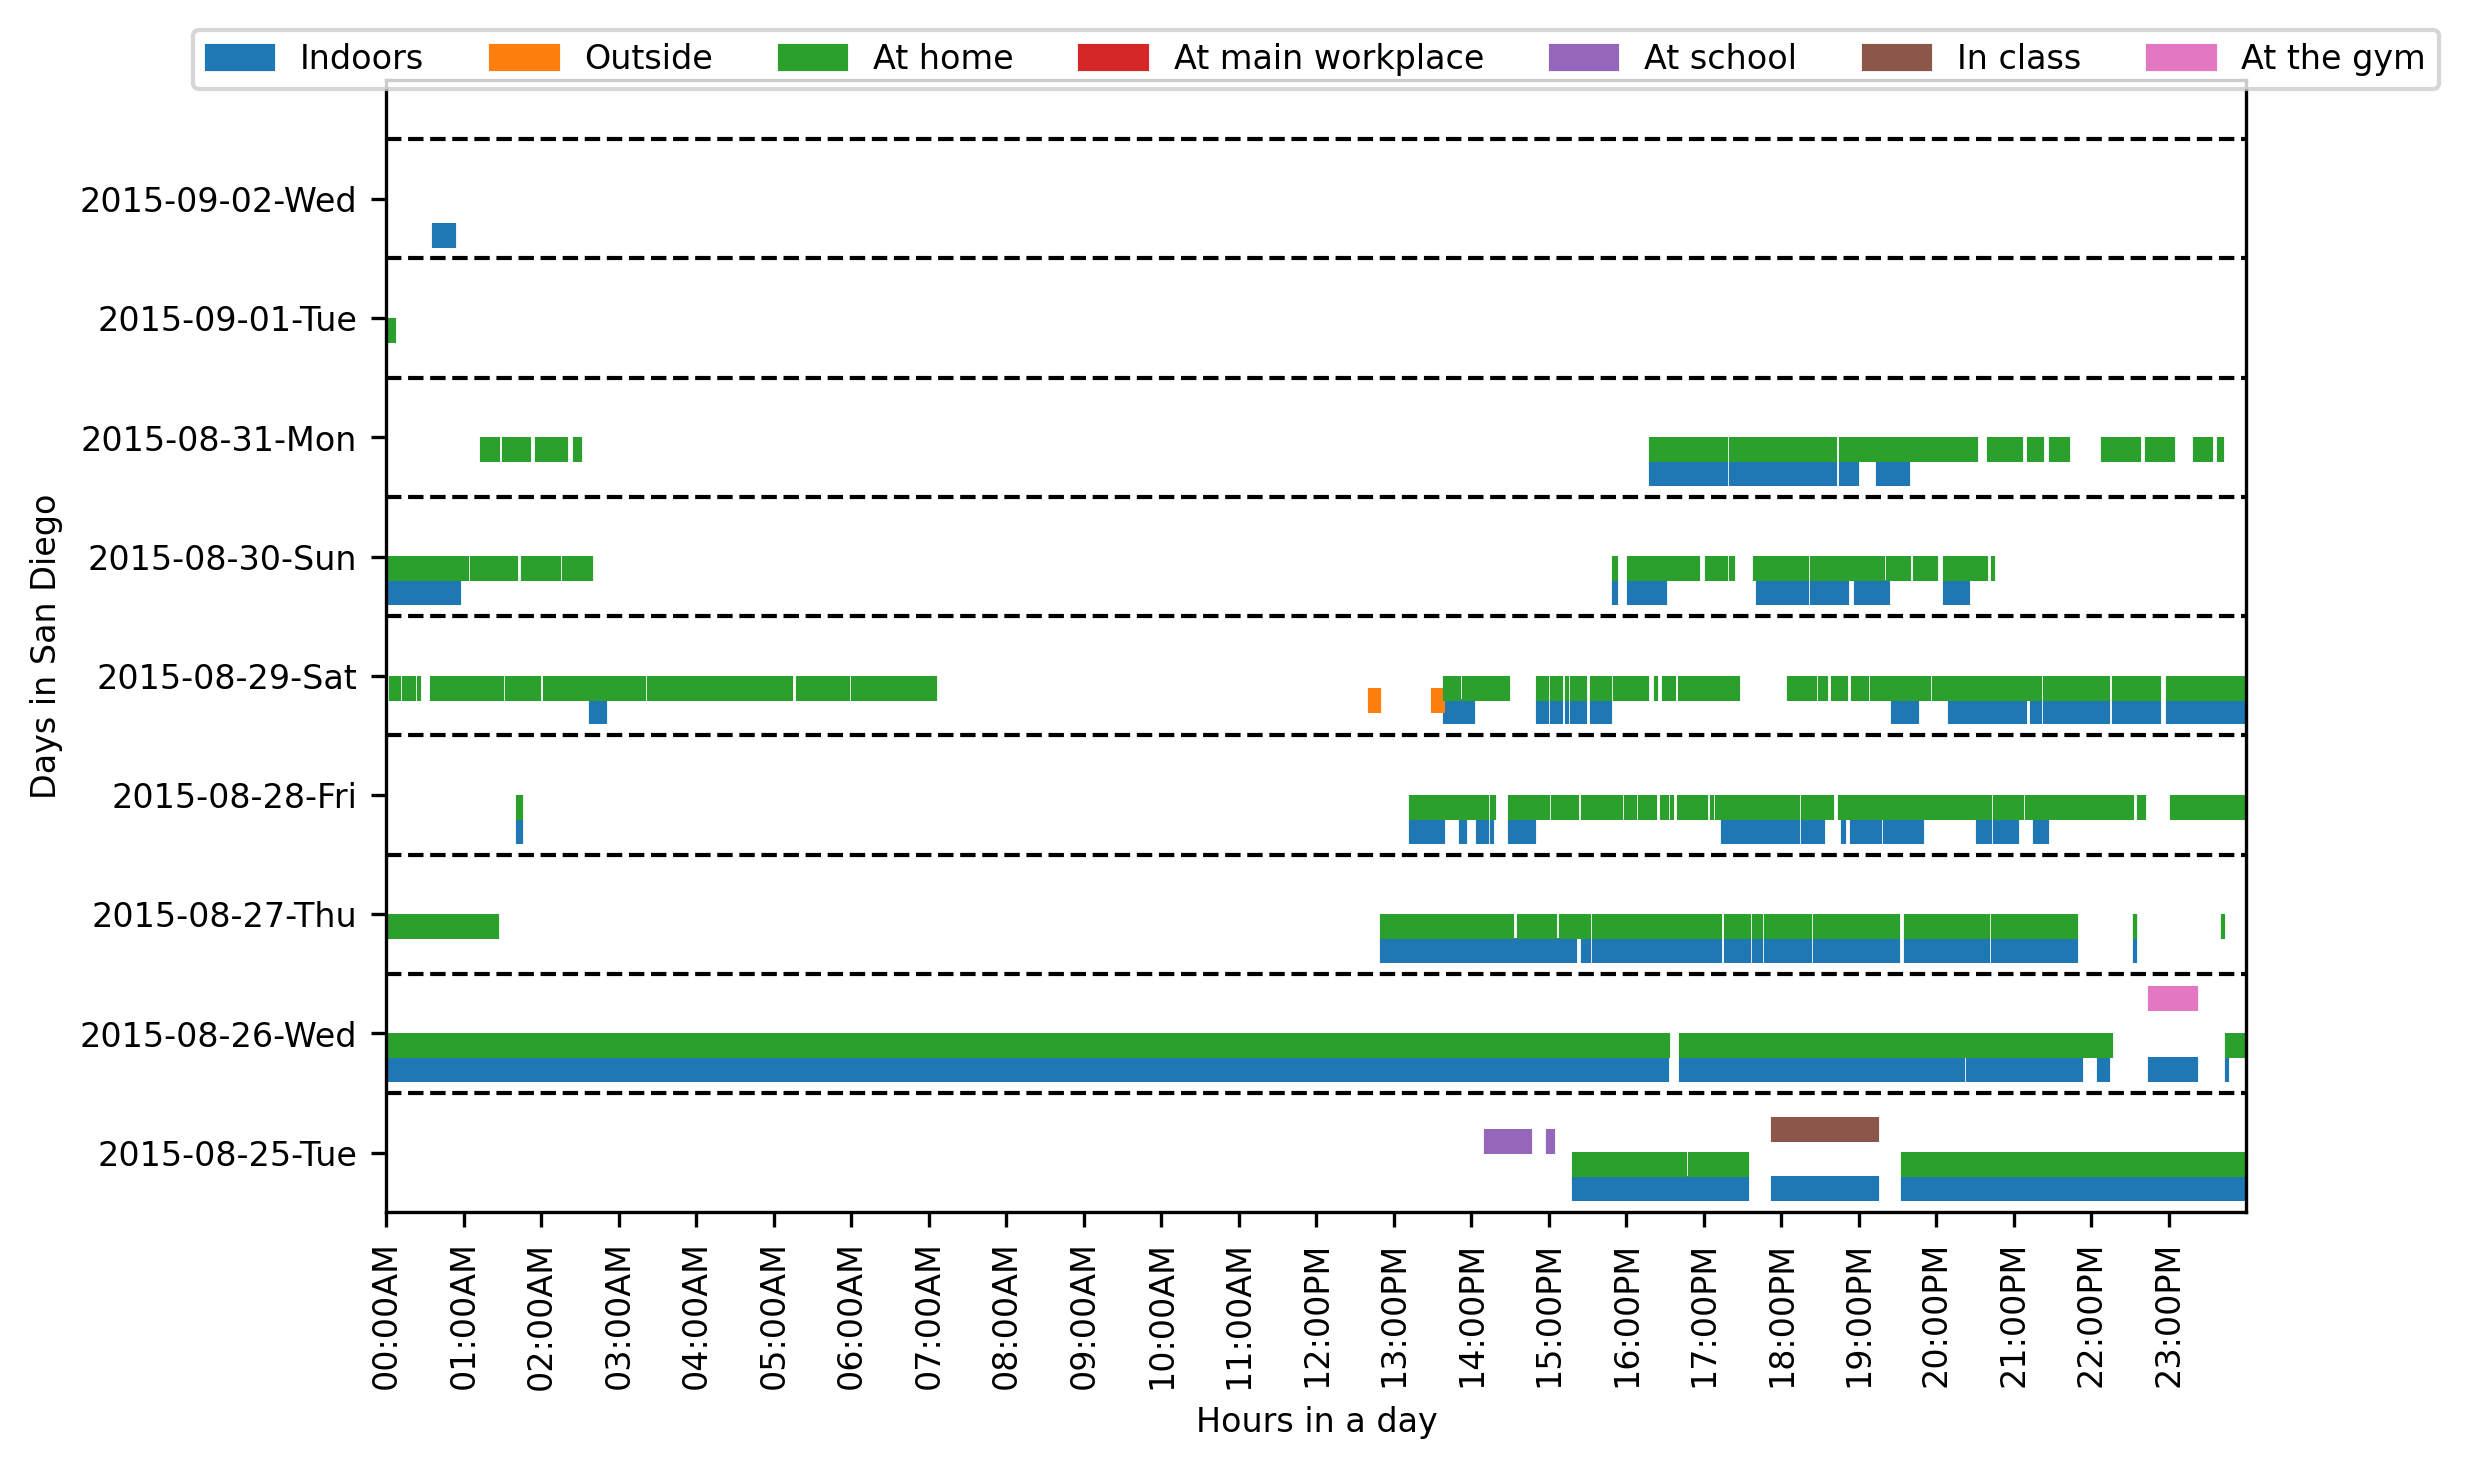 Indoors Outside At home At main workplace At school In class At the gym
2015-09-02-Wed
2015-09-01-Tue
2015-08-31-Mon
2015-08-30-Sun
2015-08-29-Sat
2015-08-28-Fri
2015-08-27-Thu
2015-08-26-Wed
2015-08-25-Tue
Days in San Diego
00:00AM
01:00AM
02:00AM
03:00AM
04:00AM
05:00AM
06:00AM
07:00AM
08:00AM
09:00AM
10:00AM
11:00AM
12:00PM
13:00PM
14:00PM
15:00PM
16:00PM
17:00PM
18:00PM
19:00PM
20:00PM
21:00PM
22:00PM
23:00PM
Hours in a day